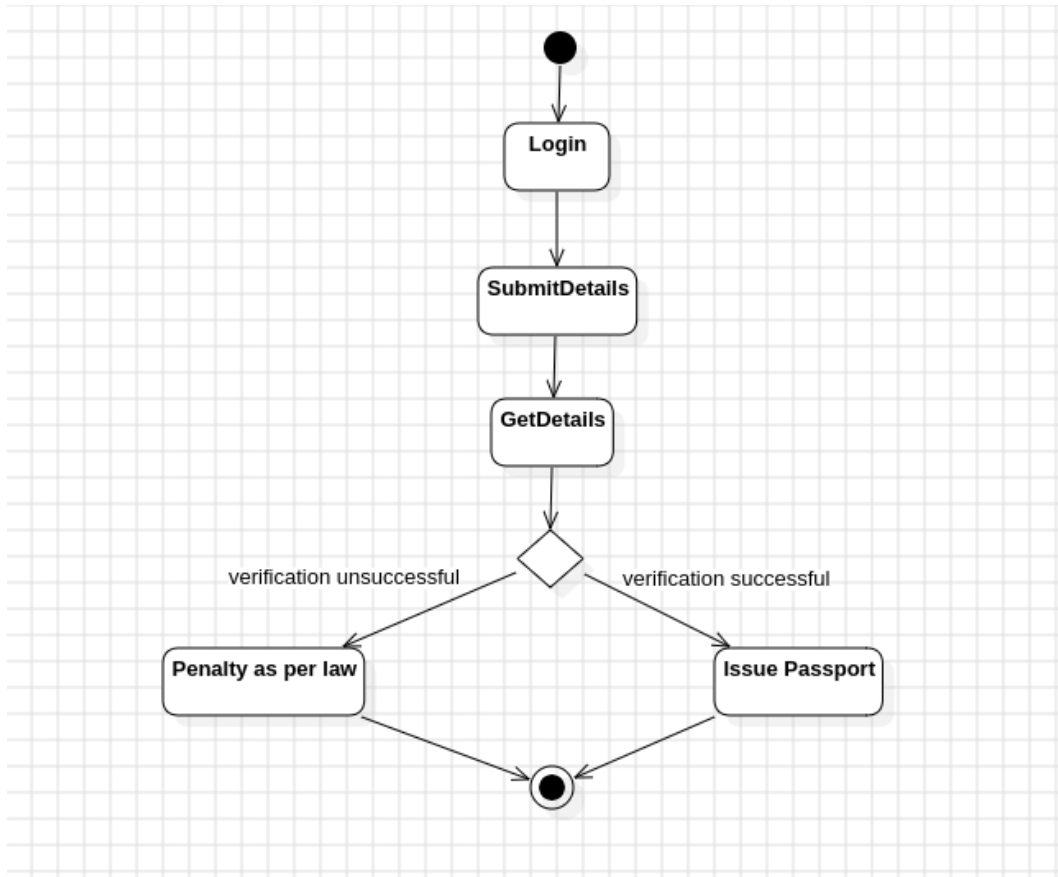 Login
SubmitDetails
GetDetails
verification unsuccessful
verification successful
Penalty as per law
Issue Passport